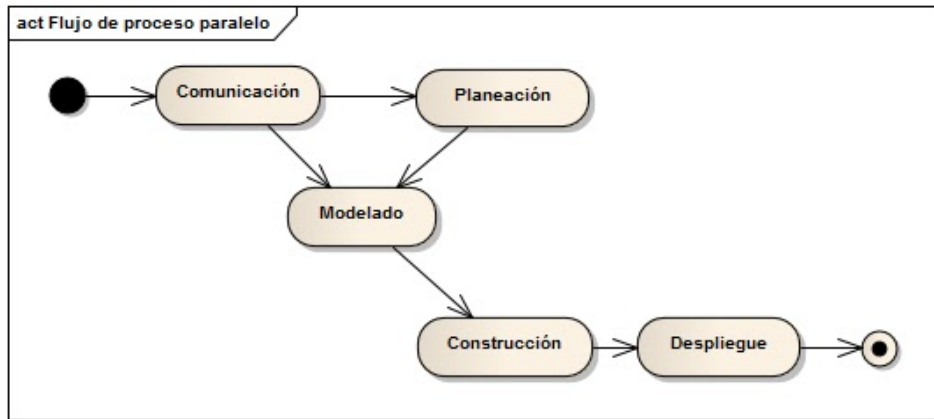 act Flujo de proceso paralelo
Comunicación
Planeación
Modelado
Construcción
Despliegue